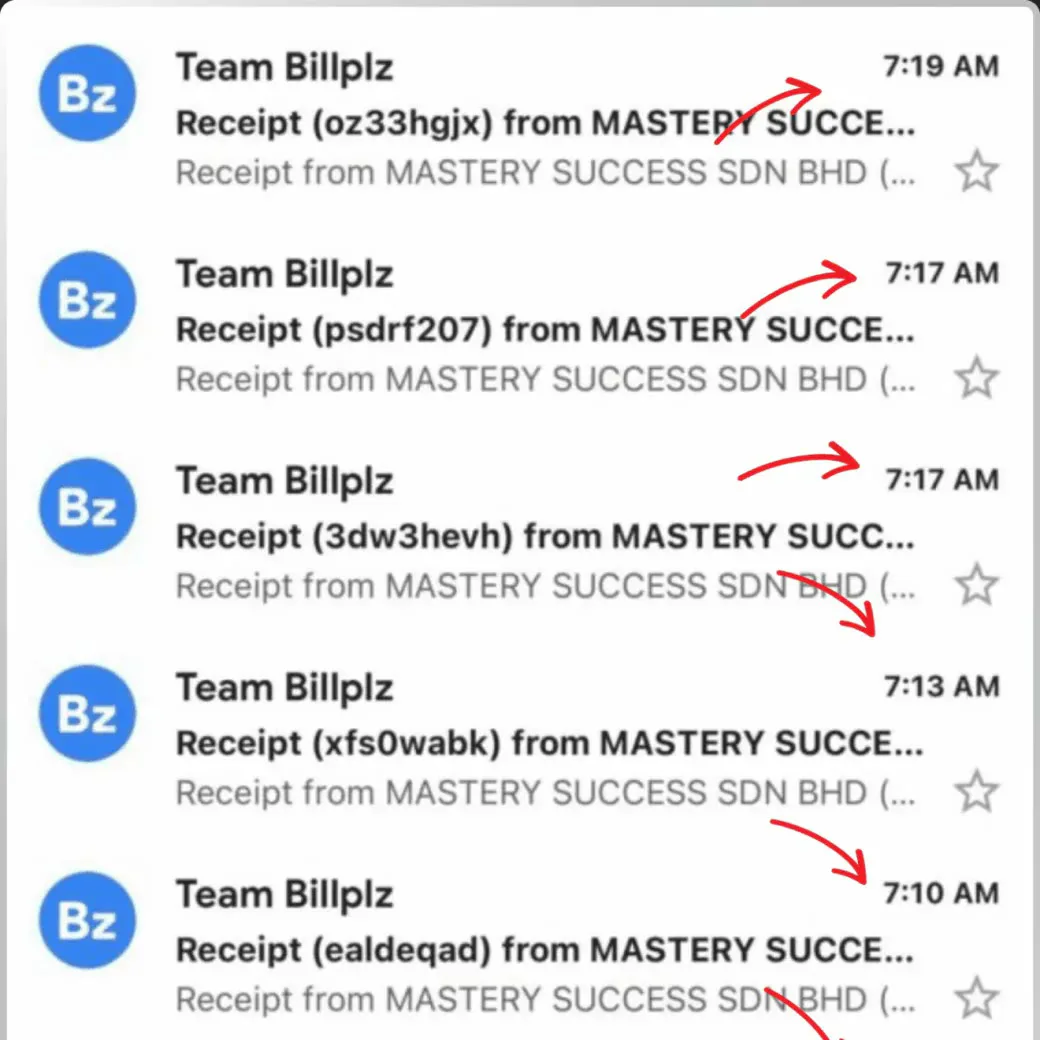 Bz
Team Billplz
7:19 AM
Receipt (oz33hgjx) from MASTERY SUCCE...
Receipt from MASTERY SUCCESS SDN BHD (...
Bz
Team Billplz
7:17 AM
Receipt (psdrf207) from MASTERY SUCCE...
Receipt from MASTERY SUCCESS SDN BHD (...
Bz
Team Billplz
7:17 AM
Receipt (3dw3hevh) from MASTERY SUCC...
Receipt from MASTERY SUCCESS SDN BHD (...
Bz
Team Billplz
7:13 AM
Receipt (xfs0wabk) from MASTERY SUCCE...
Receipt from MASTERY SUCCESS SDN BHD (...
Bz
Team Billplz
7:10 AM
Receipt (ealdeqad) from MASTERY SUCCE...
Receipt from MASTERY SUCCESS SDN BHD (...